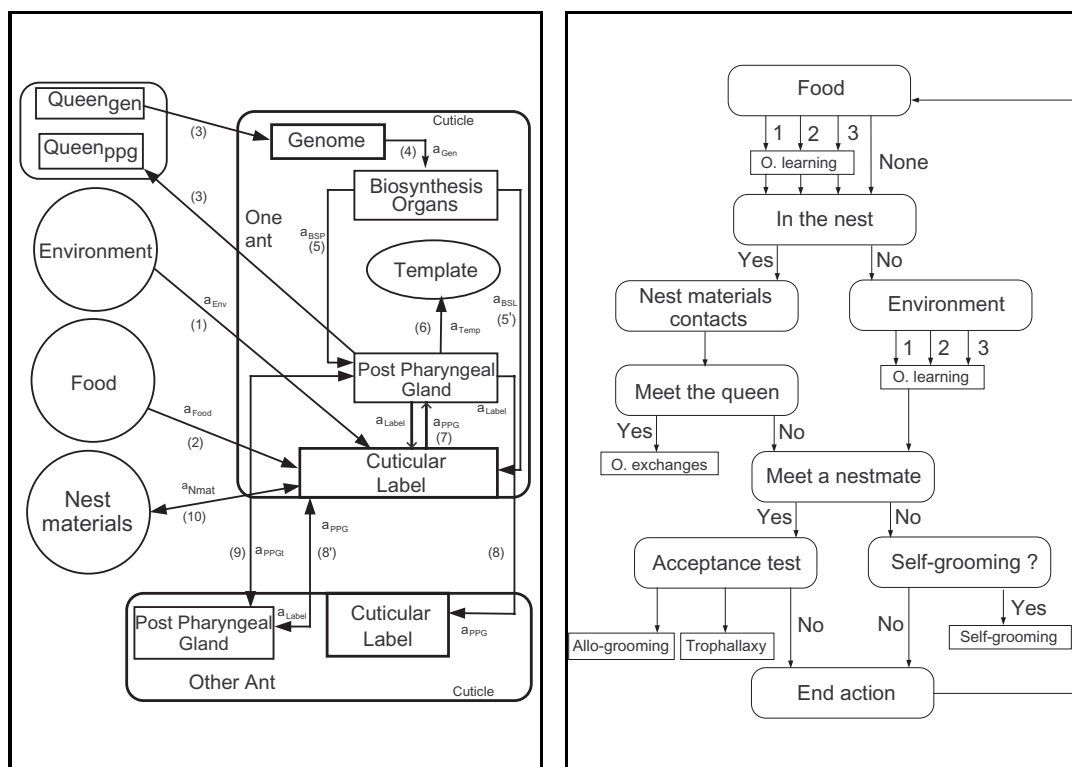 Queengen
Queenppg
(3)
(3)
Cuticle
Genome
(4)
aGen
Biosynthesis
Organs
One
ant
aBSP
(5)
Template
aBSL
(5')
(6)
aTemp
Environment
aEnv
(1)
Food
aFood
(2)
Post Pharyngeal
Gland
aLabel
aPPG
(7)
aLabel
Cuticular
Label
Nest
materials
aNmat
(10)
(9)
aPPGt
aPPG
(8')
(8)
Post Pharyngeal
Gland
aLabel
Cuticular
Label
aPPG
Other Ant
Cuticle
Food
1 2 3
None
O. learning
In the nest
Yes No
Nest materials
contacts
Environment
1 2 3
O. learning
Meet the queen
Yes No
O. exchanges
Meet a nestmate
Yes No
Acceptance test
Self-grooming ?
No No Yes
Allo-grooming
Trophallaxy
Self-grooming
End action